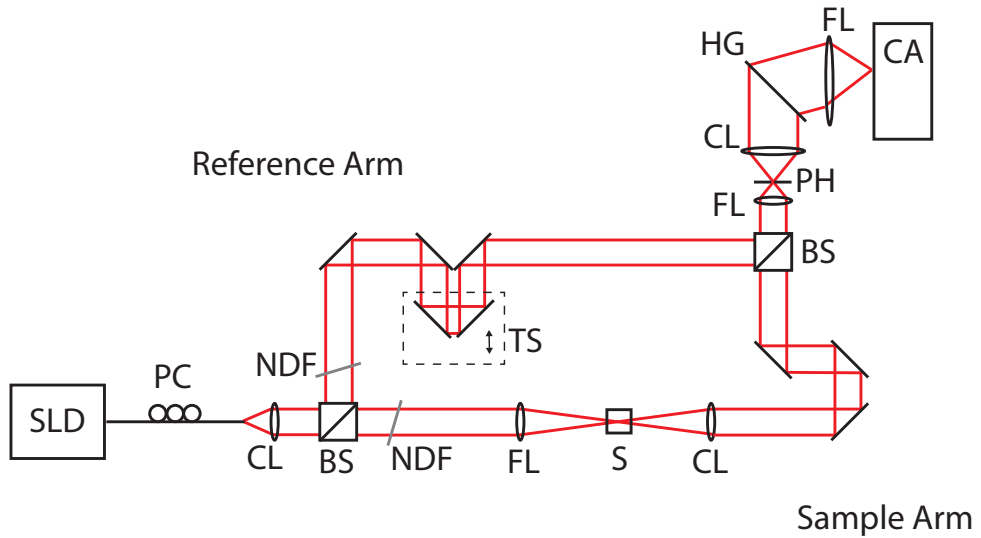 FL
HG
CA
CL
Reference Arm
PH
FL
BS
TS
NDF
PC
SLD
CL
BS
NDF
FL
S
CL
Sample Arm